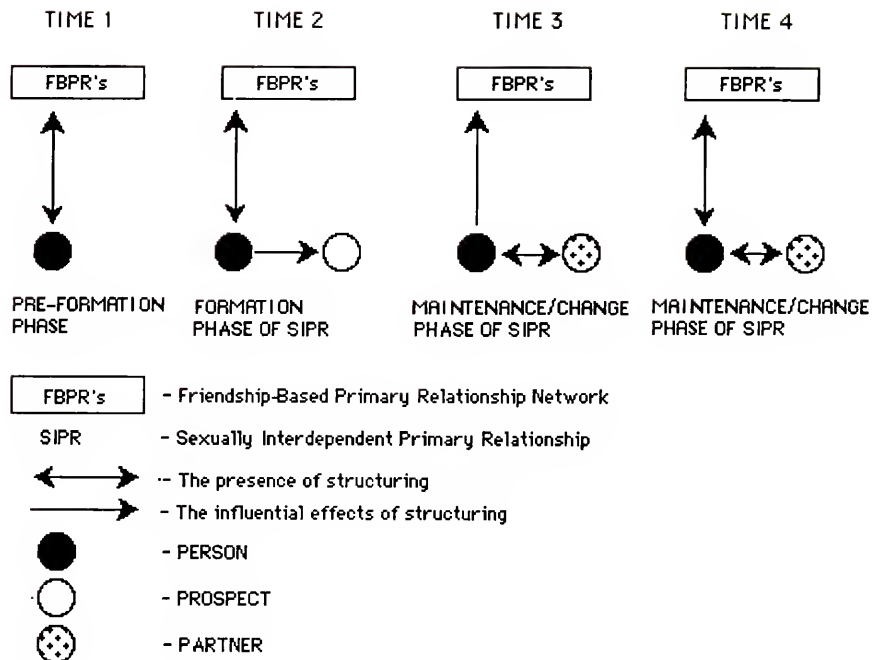 TIME 1 TIME 2 TIME 3 TIME 4
FBPR's FBPR's FBPR's FBPR's
PRE-FORMATION PHASE
FORMATION PHASE OF SIPR
MAINTENANCE/CHANGE PHASE OF SIPR
MAINTENANCE/CHANGE PHASE OF SIPR
FBPR's - Friendship-Based Primary Relationship Network
SIPR - Sexually Interdependent Primary Relationship
- The presence of structuring
- The influential effects of structuring
- PERSON
- PROSPECT
- PARTNER